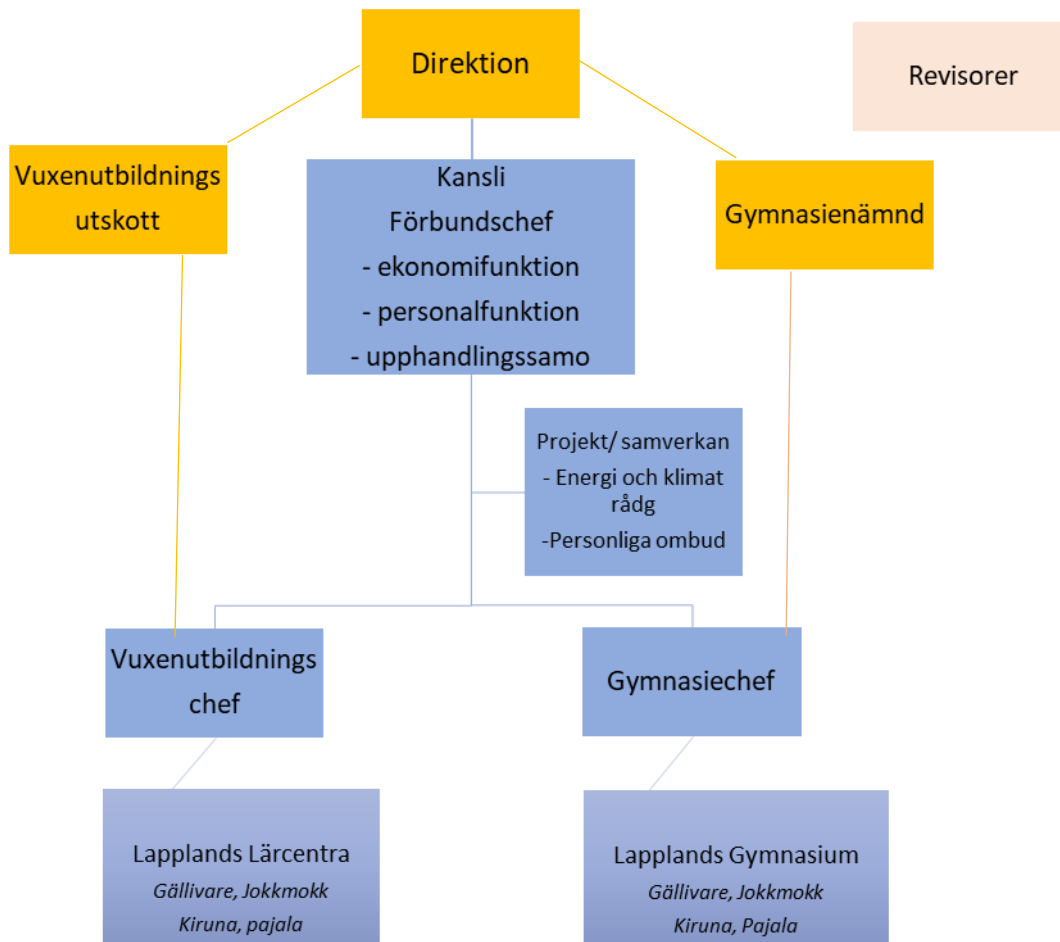 Direktion
Revisorer
Vuxenutbildnings
utskott
Kansli
Förbundschef
- ekonomifunktion
- personalfunktion
- upphandlingssamo
Gymnasienämnd
Projekt/ samverkan
- Energi och klimat
rådg
-Personliga ombud
Vuxenutbildnings
chef
Gymnasiechef
Lapplands Lärcentra
Gällivare, Jokkmokk
Kiruna, pajala
Lapplands Gymnasium
Gällivare, Jokkmokk
Kiruna, Pajala